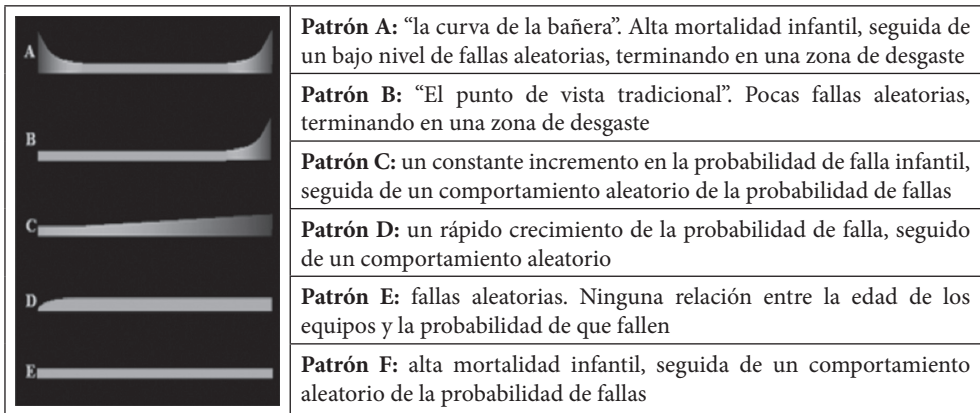 A
B
C
D
E
Patrón A: “la curva de la bañera”. Alta mortalidad infantil, seguida de
un bajo nivel de fallas aleatorias, terminando en una zona de desgaste
Patrón B: “El punto de vista tradicional”. Pocas fallas aleatorias,
terminando en una zona de desgaste
Patrón C: un constante incremento en la probabilidad de falla infantil,
seguida de un comportamiento aleatorio de la probabilidad de fallas
Patrón D: un rápido crecimiento de la probabilidad de falla, seguido
de un comportamiento aleatorio
Patrón E: fallas aleatorias. Ninguna relación entre la edad de los
equipos y la probabilidad de que fallen
Patrón F: alta mortalidad infantil, seguida de un comportamiento
aleatorio de la probabilidad de fallas